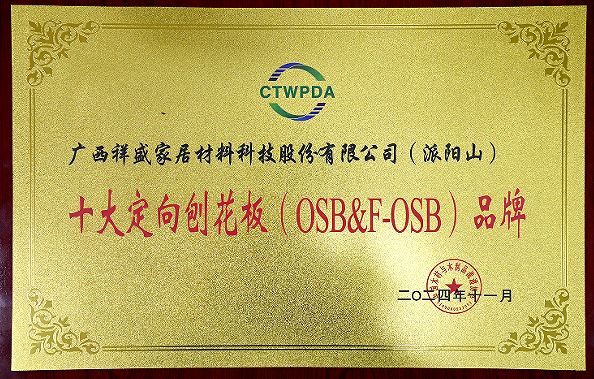 CTWPDA
广西祥盛家居材料科技股份有限公司（派阳山）
十大定向刨花板（OSB&F-OSB）品牌
二〇二四年十一月